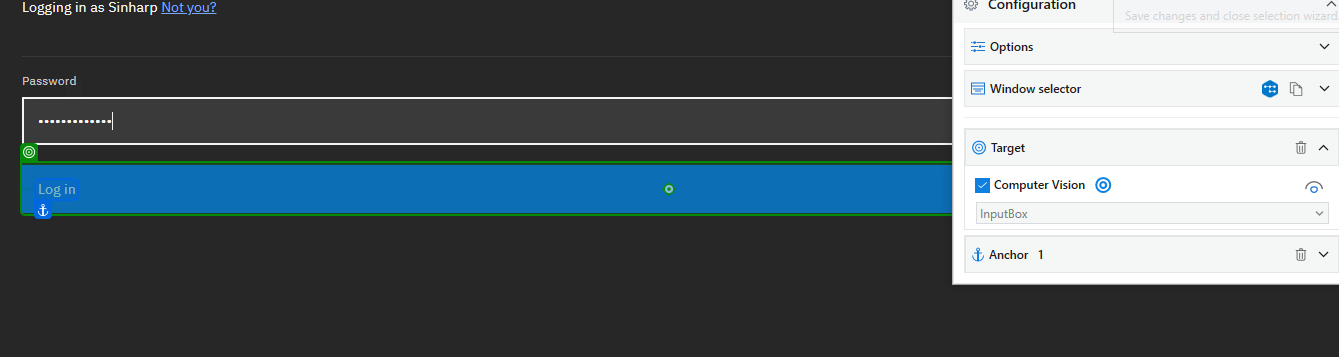 Logging in as Sinharp Not you?
Configuration
Save changes and close selection wizard
Options
Password
Window selector
•••••••••••••
Target
Log in
Computer Vision
InputBox
Anchor 1